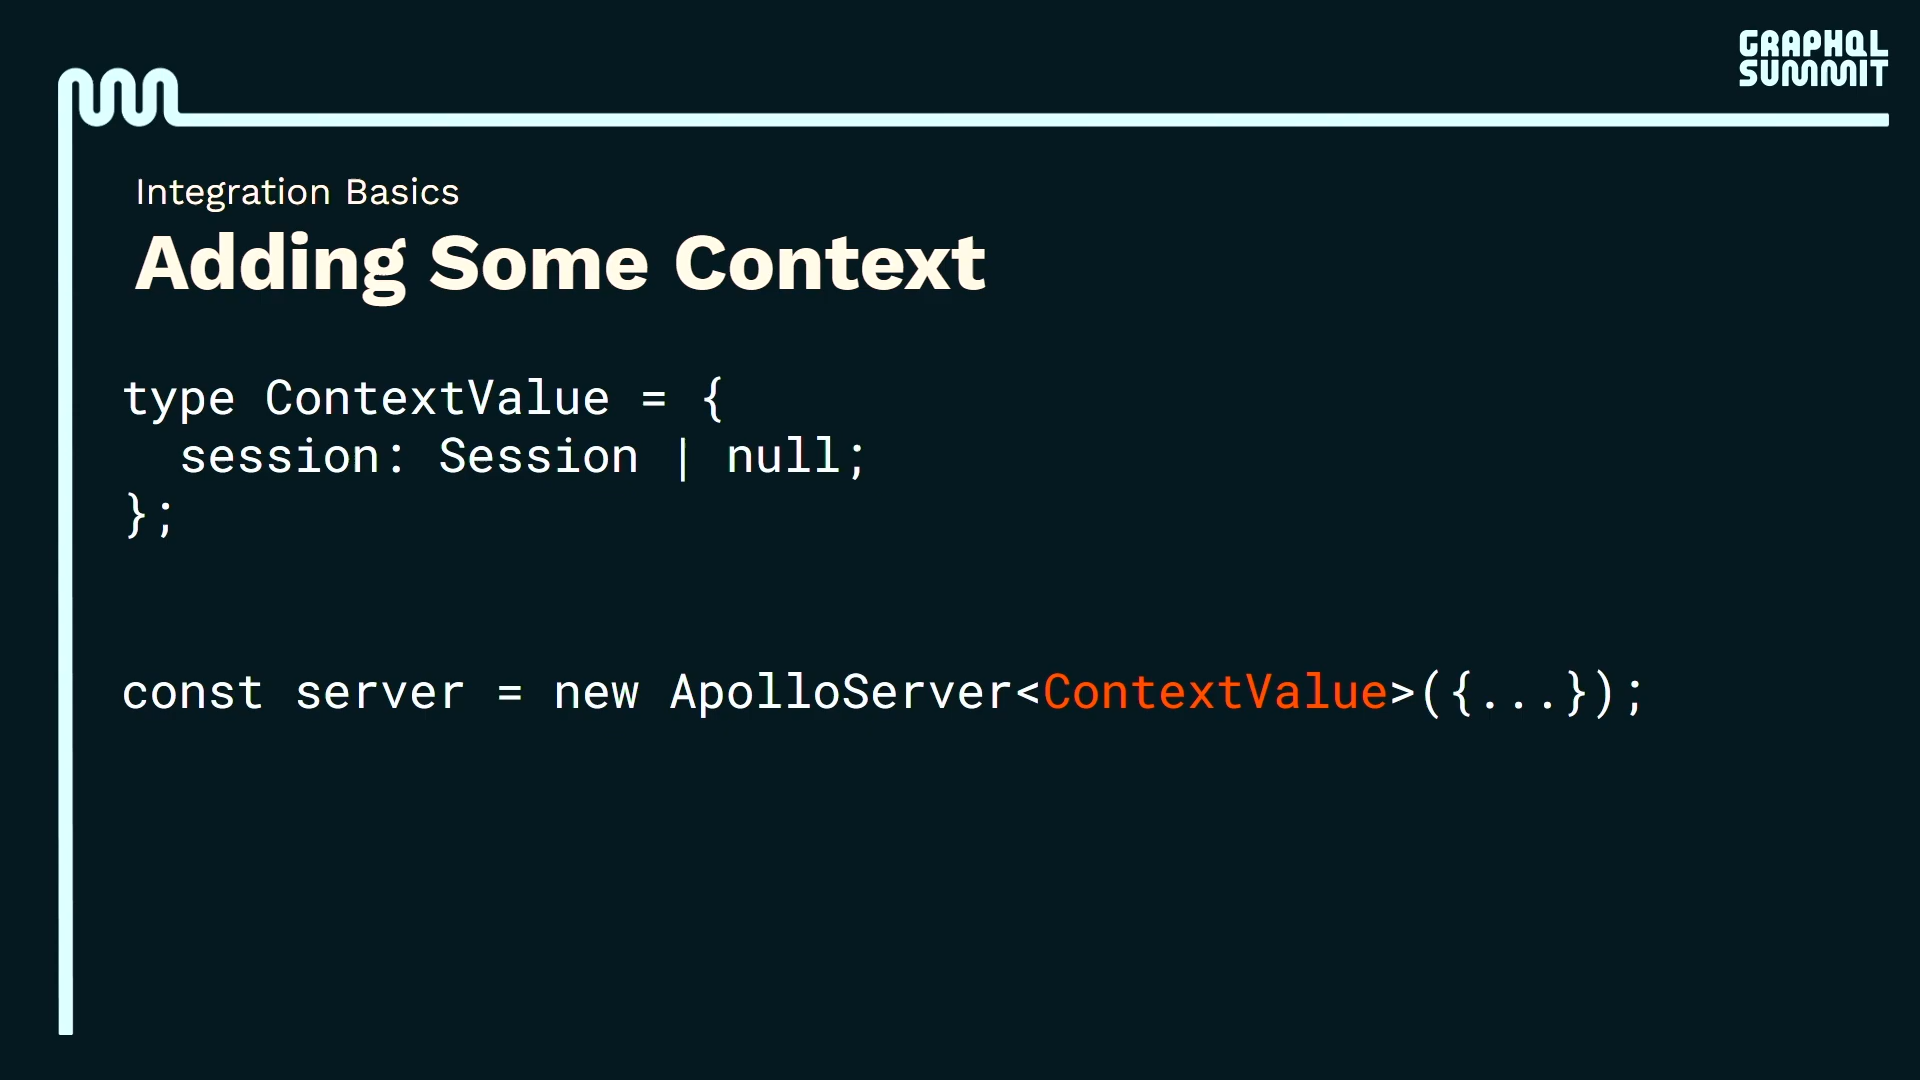 GRAPHQL
SUMMIT
Integration Basics
Adding Some Context
type ContextValue = {
  session: Session | null;
};
const server = new ApolloServer<ContextValue>({...});